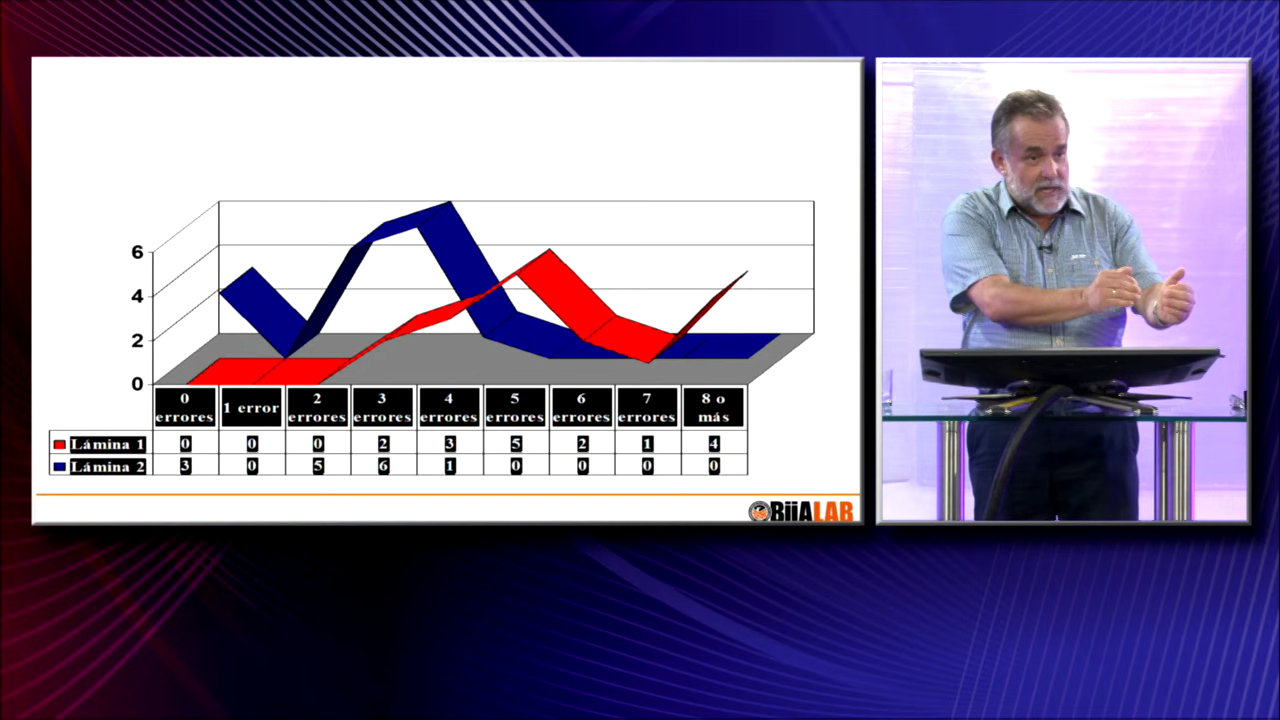 6
4
2
0
0 errores 1 error 2 errores 3 errores 4 errores 5 errores 6 errores 7 errores 8 o más
Lámina 1 0 0 0 2 3 5 2 1 4
Lámina 2 3 0 5 6 1 0 0 0 0
BiiALAB